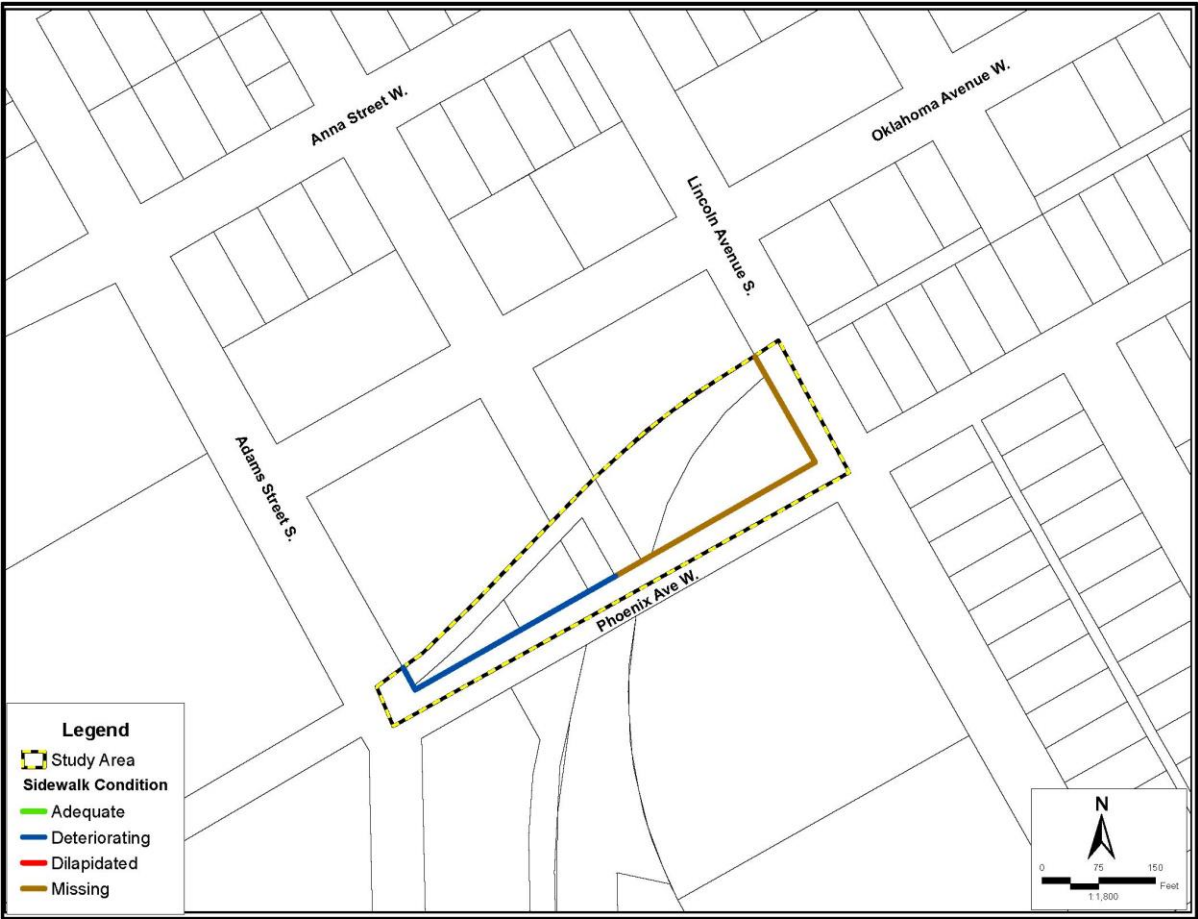 Oklahoma Avenue W.
Anna Street W.
Lincoln Avenue S.
Adams Street S.
Phoenix Ave W.
Legend
Study Area
Sidewalk Condition
Adequate
Deteriorating
Dilapidated
Missing
N
0 75 150
Feet
1:1,800